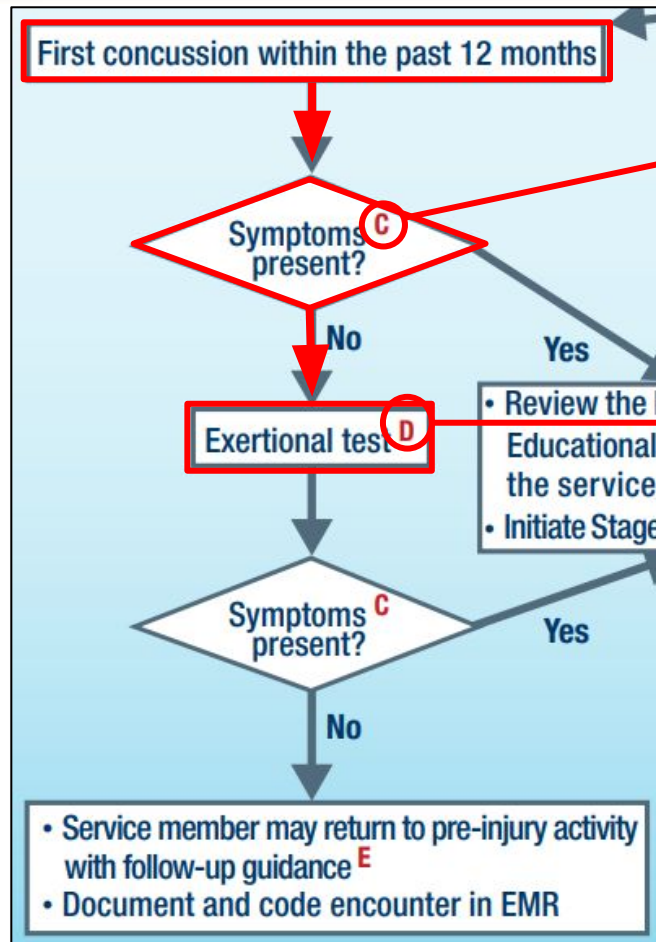 First concussion within the past 12 months
Symptoms C
present?
No
Yes
Exertional test D
• Review the
Educational
the service
• Initiate Stage
Symptoms C
present?
Yes
No
• Service member may return to pre-injury activity
with follow-up guidance E
• Document and code encounter in EMR